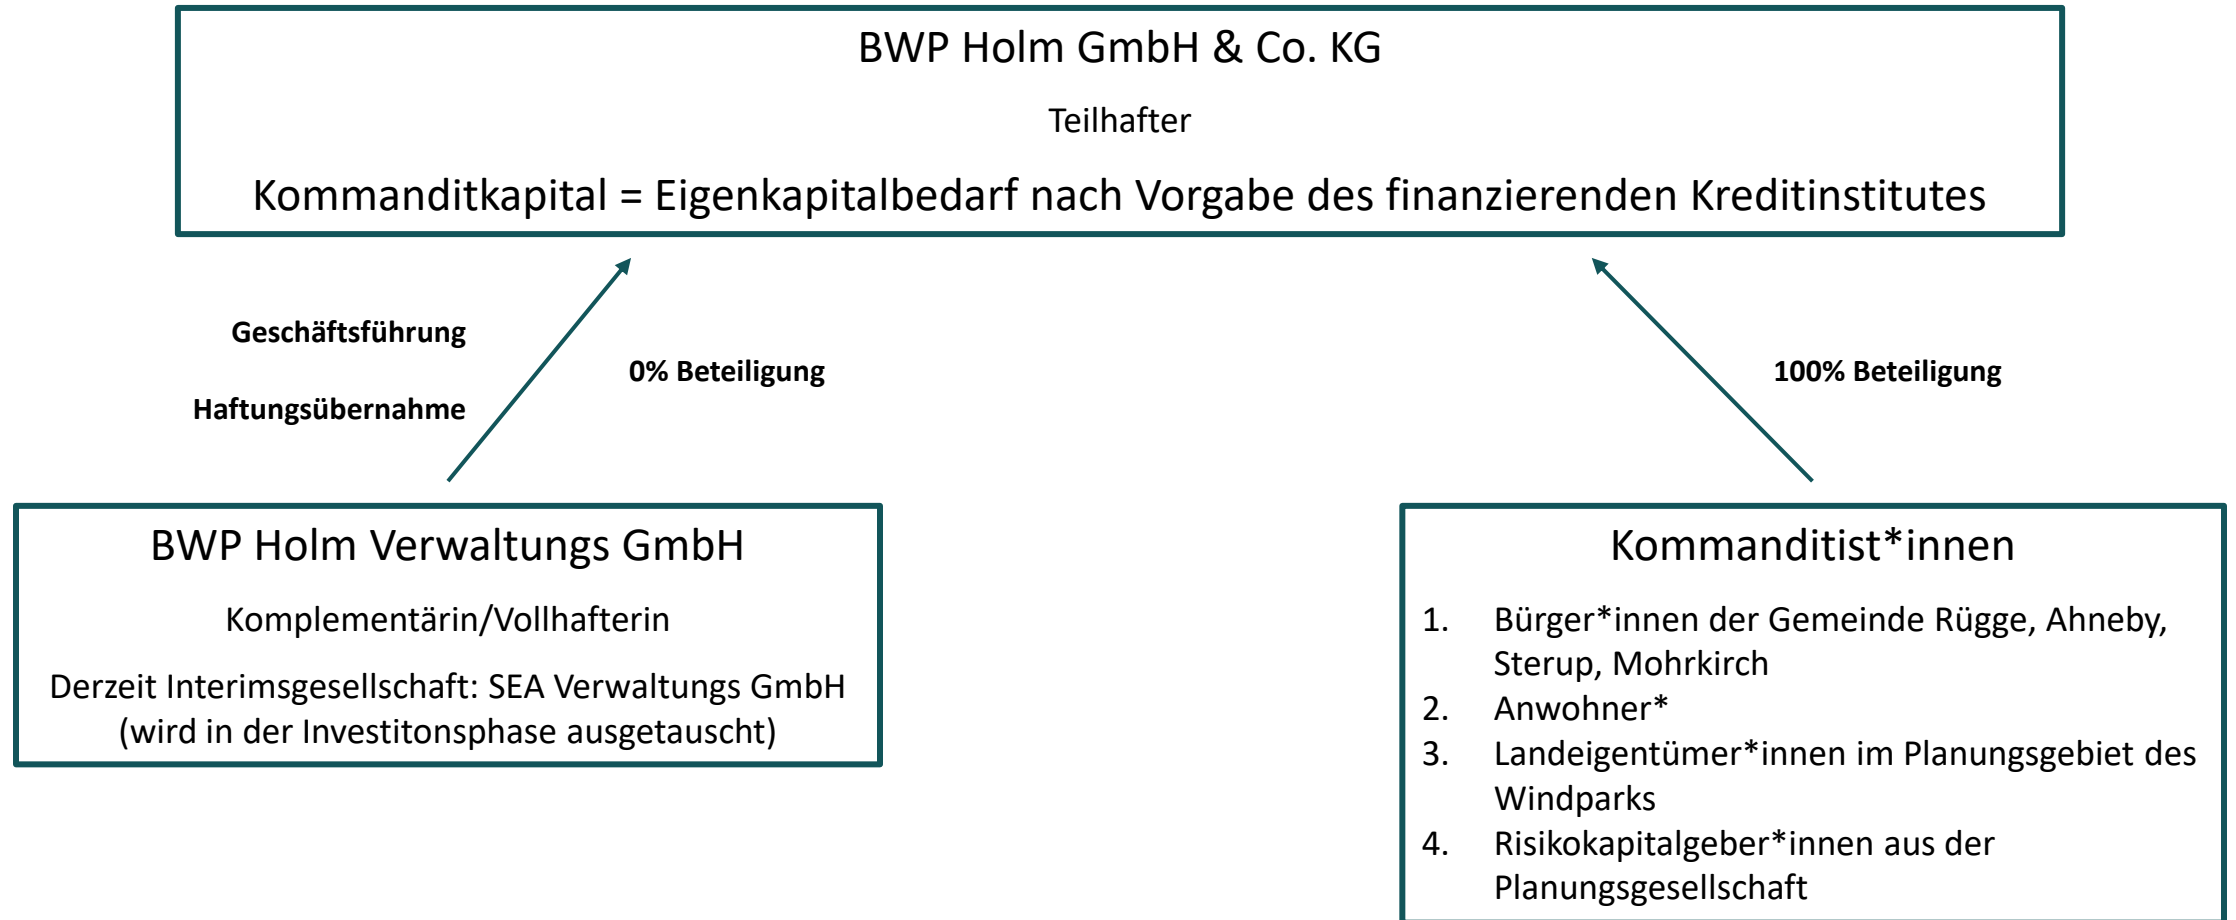 BWP Holm GmbH & Co. KG
Teilhafter
Kommanditkapital = Eigenkapitalbedarf nach Vorgabe des finanzierenden Kreditinstitutes
Geschäftsführung
Haftungsübernahme
0% Beteiligung
100% Beteiligung
BWP Holm Verwaltungs GmbH
Komplementärin/Vollhafterin
Derzeit Interimsgesellschaft: SEA Verwaltungs GmbH
(wird in der Investitonsphase ausgetauscht)
Kommanditist*innen
1. Bürger*innen der Gemeinde Rügge, Ahneby,
Sterup, Mohrkirch
2. Anwohner*
3. Landeigentümer*innen im Planungsgebiet des
Windparks
4. Risikokapitalgeber*innen aus der
Planungsgesellschaft